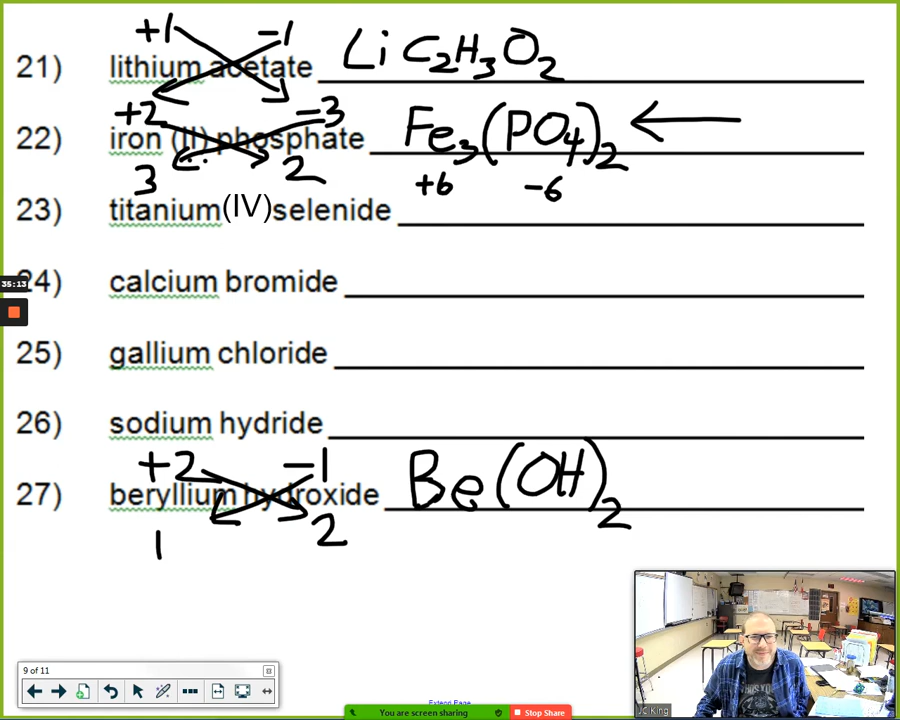 +1 -1
21) lithium acetate LiC2H3O2
+2 -3
22) iron (II) phosphate Fe3(PO4)2
3 2 +6 -6
23) titanium(IV)selenide
24) calcium bromide
35:13
25) gallium chloride
26) sodium hydride
+2 -1
27) beryllium hydroxide Be(OH)2
1 2
9 of 11
Extend Page
You are screen sharing Stop Share
JC King